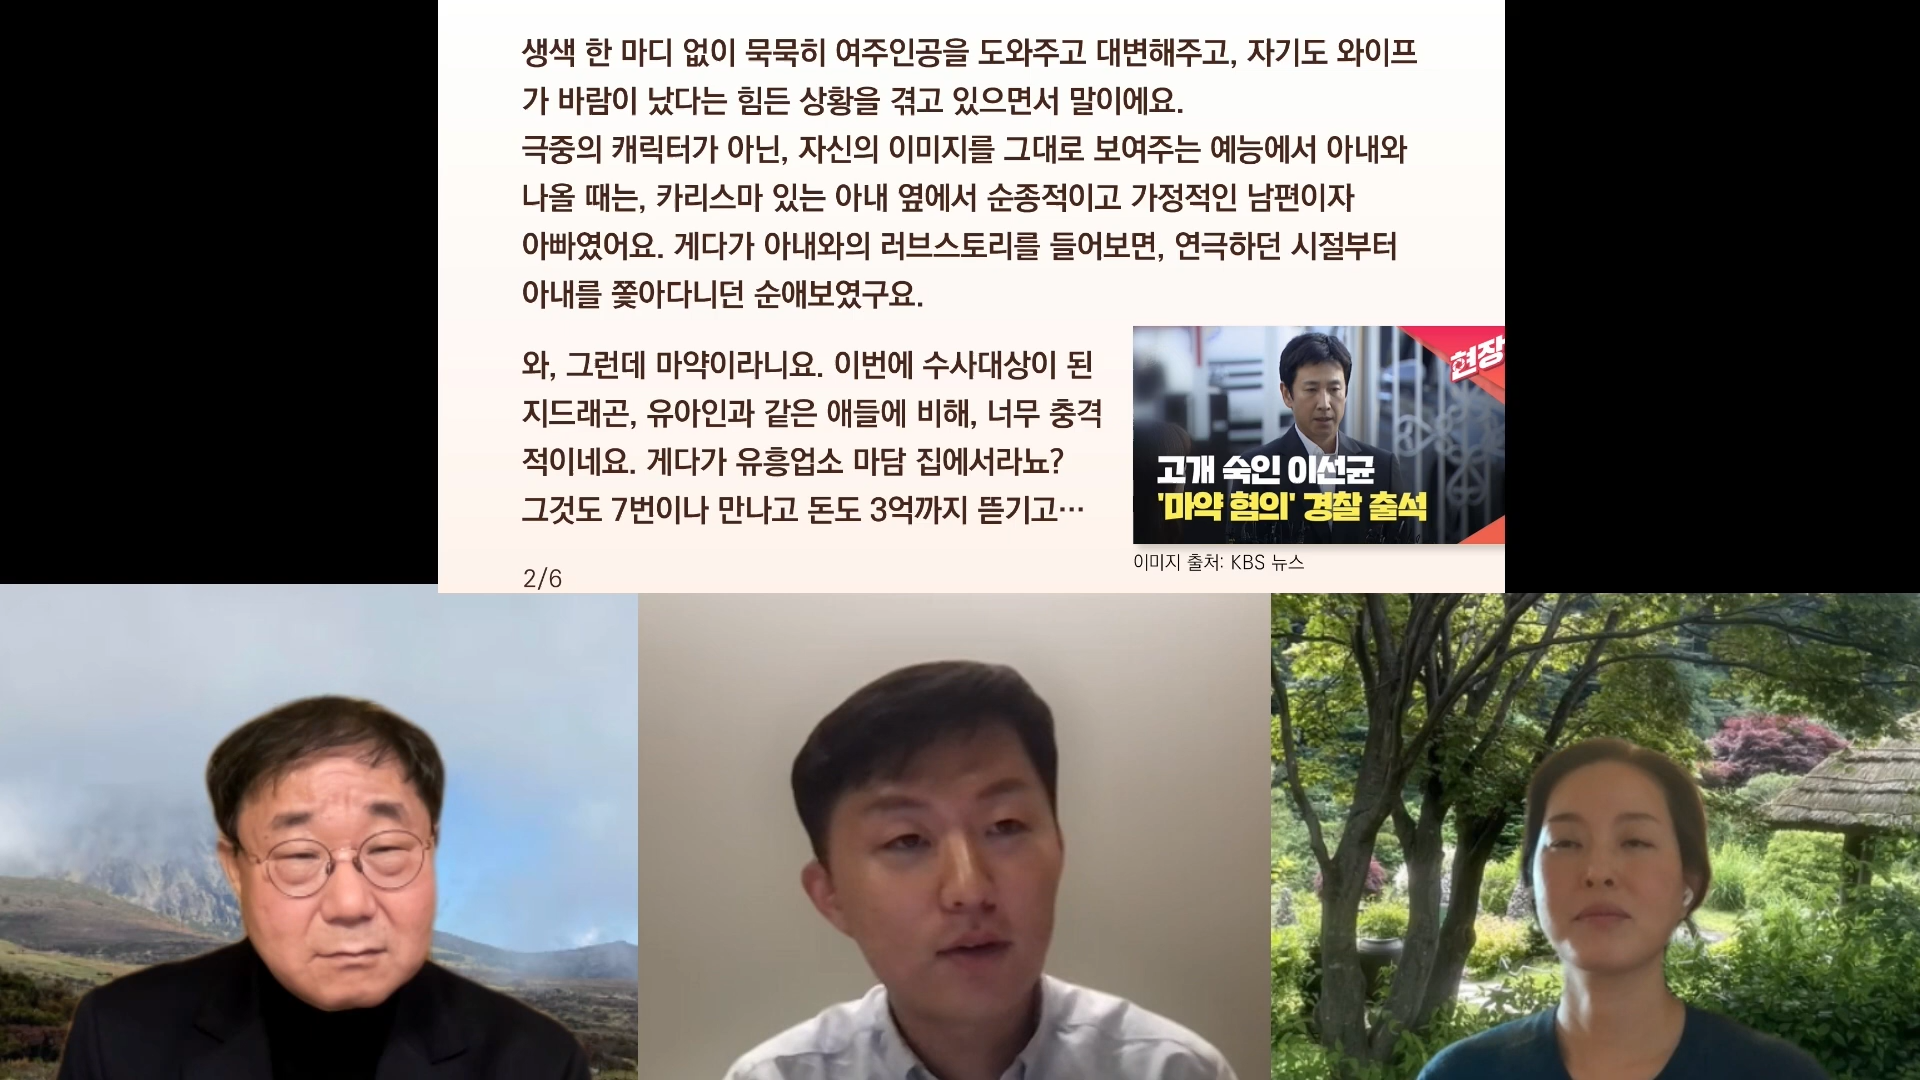 생색 한 마디 없이 묵묵히 여주인공을 도와주고 대변해주고, 자기도 와이프
가 바람이 났다는 힘든 상황을 겪고 있으면서 말이에요.
극중의 캐릭터가 아닌, 자신의 이미지를 그대로 보여주는 예능에서 아내와
나올 때는, 카리스마 있는 아내 옆에서 순종적이고 가정적인 남편이자
아빠였어요. 게다가 아내와의 러브스토리를 들어보면, 연극하던 시절부터
아내를 쫓아다니던 순애보였구요.
와, 그런데 마약이라니요. 이번에 수사대상이 된
지드래곤, 유아인과 같은 애들에 비해, 너무 충격
적이네요. 게다가 유흥업소 마담 집에서라뇨?
그것도 7번이나 만나고 돈도 3억까지 뜯기고…
현장
고개 숙인 이선균
'마약 혐의' 경찰 출석
이미지 출처: KBS 뉴스
2/6